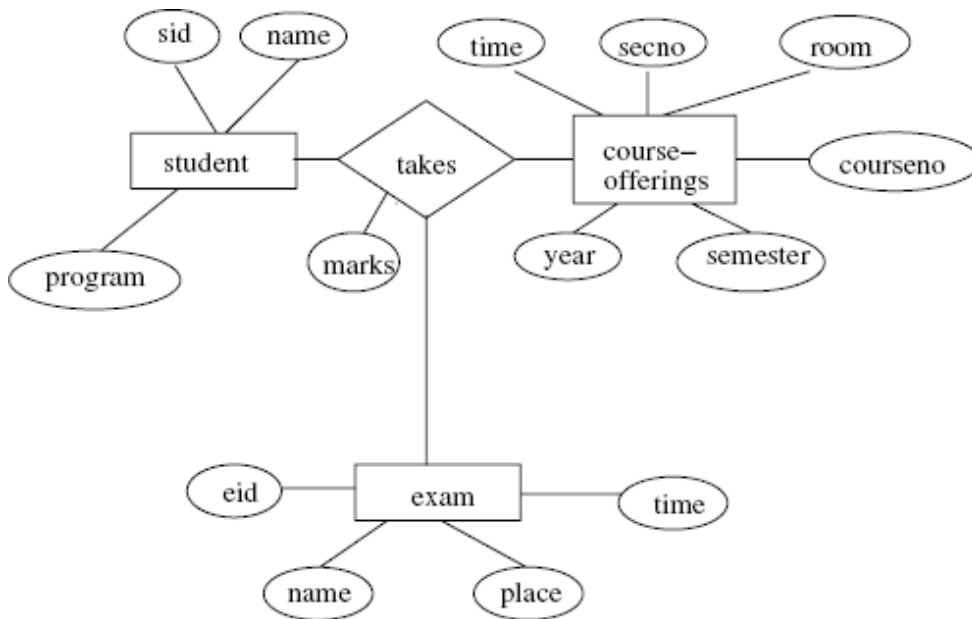 sid
name
time
secno
room
student
takes
course–
offerings
courseno
program
marks
year
semester
eid
exam
time
name
place